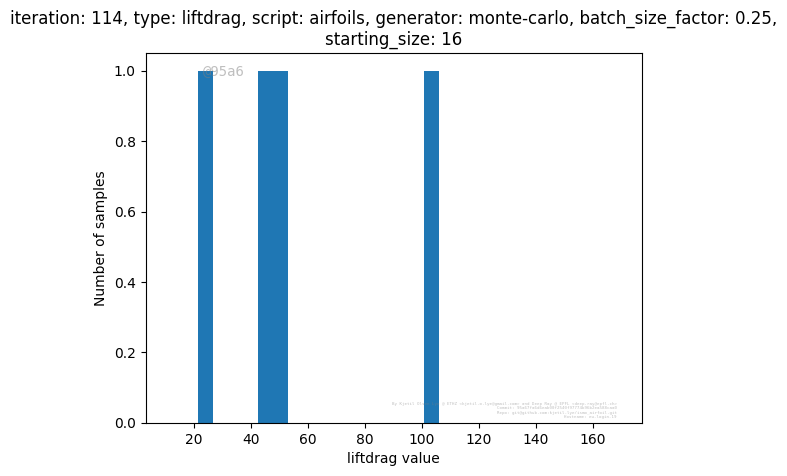 iteration: 114, type: liftdrag, script: airfoils, generator: monte-carlo, batch_size_factor: 0.25,
starting_size: 16
1.0
0.8
0.6
0.4
0.2
0.0
Number of samples
20 40 60 80 100 120 140 160
liftdrag value